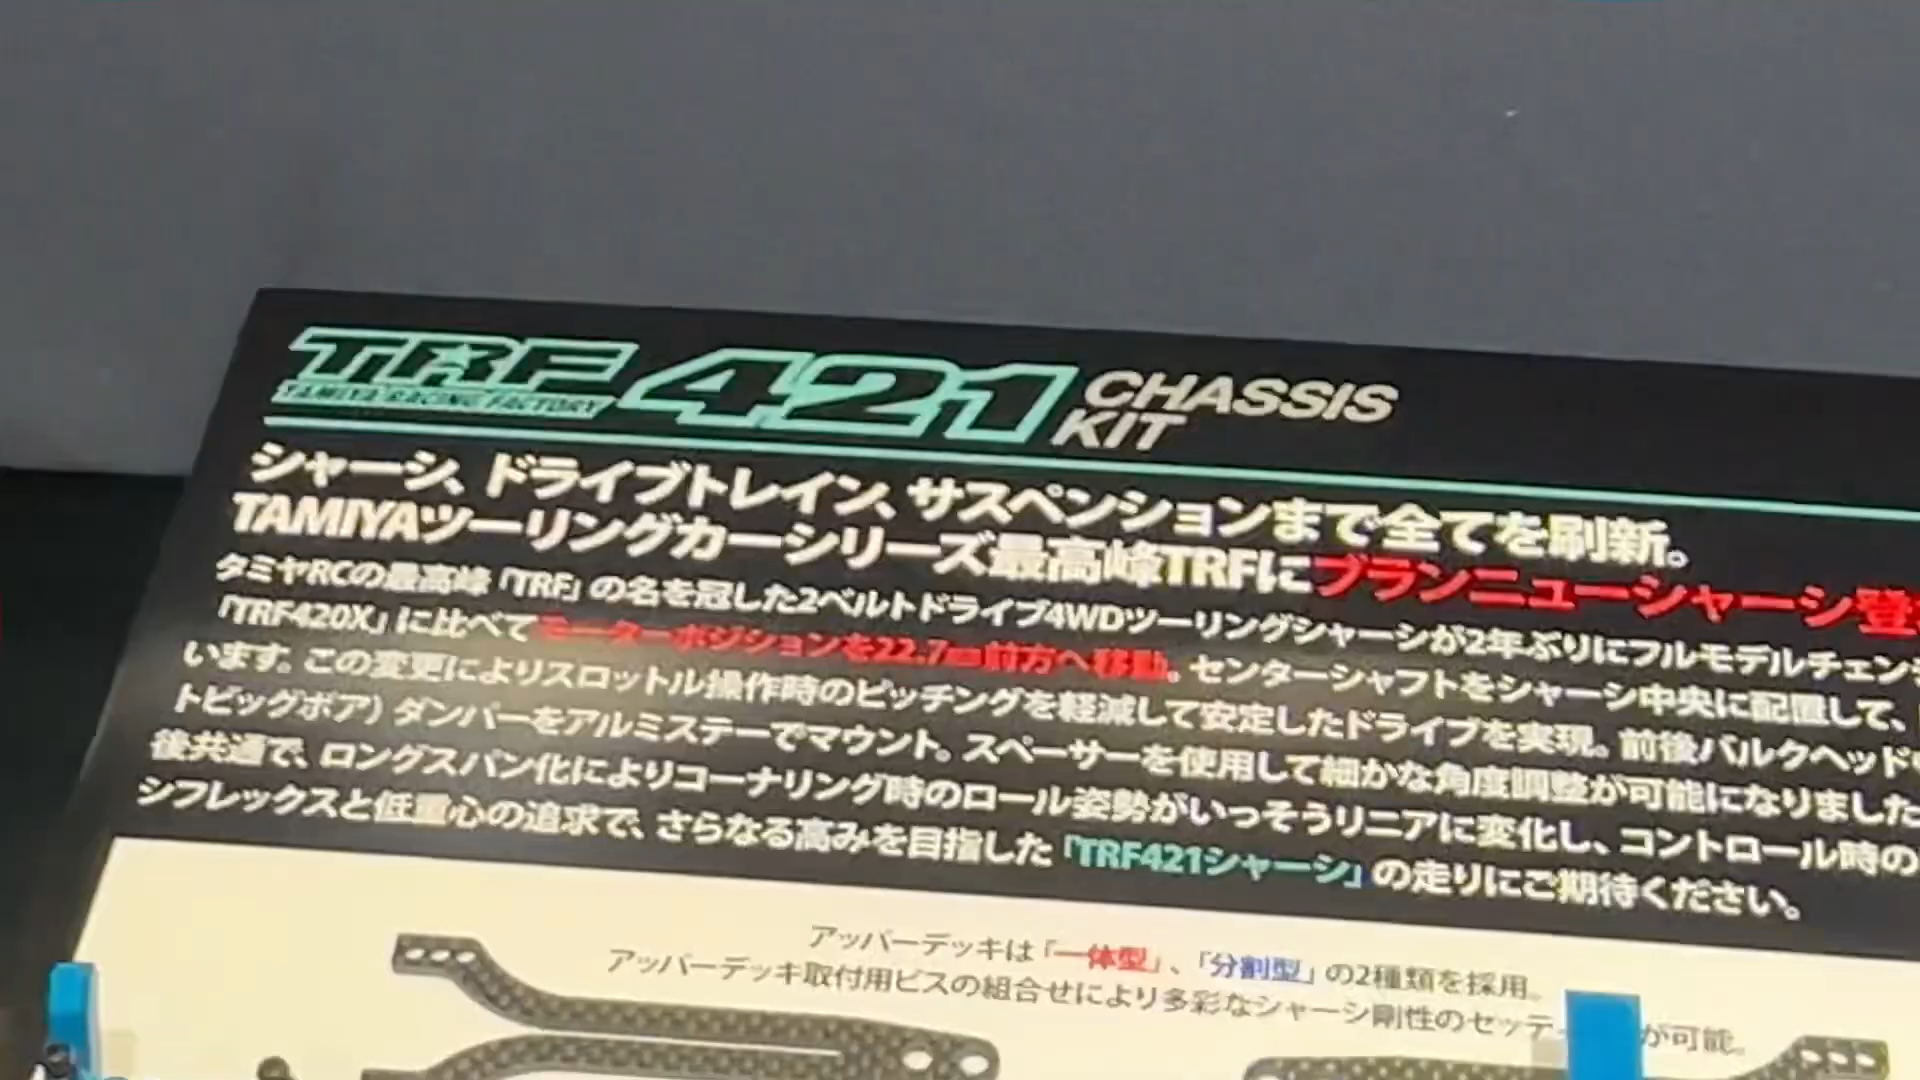 TRF 421 CHASSIS
TAMIYA RACING FACTORY
KIT
シャーシ、ドライブトレイン、サスペンションまで全てを刷新。
TAMIYAツーリングカーシリーズ最高峰TRFにブランニューシャーシ登
タミヤRCの最高峰「TRF」の名を冠した2ベルトドライブ4WDツーリングシャーシが2年ぶりにフルモデルチェン
「TRF420X」に比べてモーターポジションを22.7mm前方へ移動。センターシャフトをシャーシ中央に配置して、
います。この変更によりスロットル操作時のピッチングを軽減して安定したドライブを実現。前後バルクヘッド
トビッグボア）ダンパーをアルミステーでマウント。スペーサーを使用して細かな角度調整が可能になりました
後共通で、ロングスパン化によりコーナリング時のロール姿勢がいっそうリニアに変化し、コントロール時の
シフレックスと低重心の追求で、さらなる高みを目指した「TRF421シャーシ」の走りにご期待ください。
アッパーデッキは「一体型」、「分割型」の2種類を採用。
アッパーデッキ取付用ビスの組合せにより多彩なシャーシ剛性のセッテ が可能。